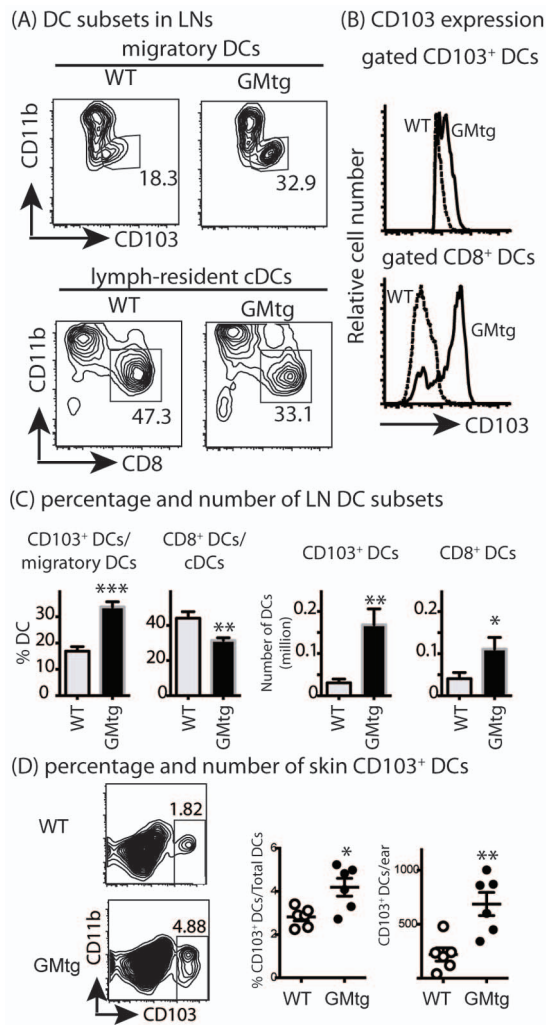 (A) DC subsets in LNs
migratory DCs
WT GMtg
CD11b
18.3 32.9
CD103
lymph-resident cDCs
WT GMtg
CD11b
47.3 33.1
CD8
(B) CD103 expression
gated CD103⁺ DCs
WT GMtg
Relative cell number
gated CD8⁺ DCs
WT
GMtg
CD103
(C) percentage and number of LN DC subsets
CD103⁺ DCs/
migratory DCs
% DC
30
20
10
0
***
WT GMtg
CD8⁺ DCs/
cDCs
40
20
0
**
WT GMtg
CD103⁺ DCs
Number of DCs
(million)
0.2
0.1
0
**
WT GMtg
CD8⁺ DCs
0.2
0.1
0
*
WT GMtg
(D) percentage and number of skin CD103⁺ DCs
WT
1.82
GMtg
4.88
CD11b
CD103
% CD103⁺ DCs/Total DCs
6
4
2
0
*
WT GMtg
CD103⁺ DCs/ear
1000
500
**
WT GMtg